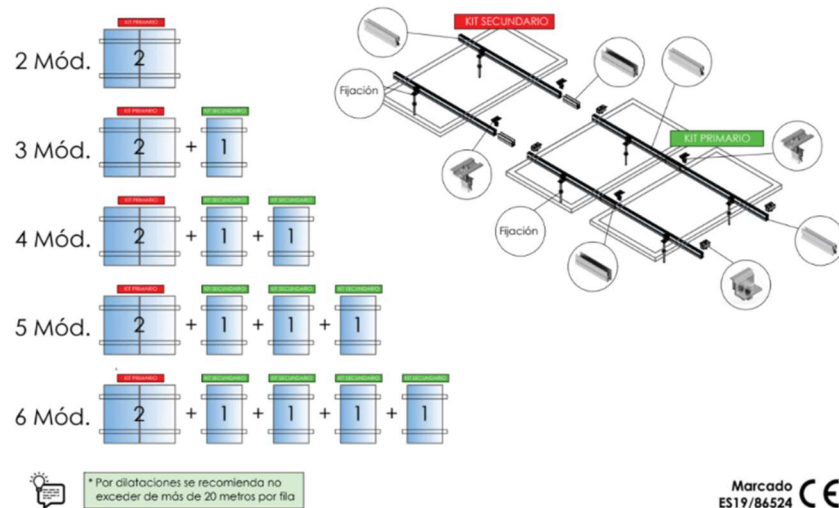 KIT PRIMARIO
2 Mód. 2
KIT PRIMARIO KIT SECUNDARIO
3 Mód. 2 + 1
KIT PRIMARIO KIT SECUNDARIO KIT SECUNDARIO
4 Mód. 2 + 1 + 1
KIT PRIMARIO KIT SECUNDARIO KIT SECUNDARIO KIT SECUNDARIO
5 Mód. 2 + 1 + 1 + 1
KIT PRIMARIO KIT SECUNDARIO KIT SECUNDARIO KIT SECUNDARIO KIT SECUNDARIO
6 Mód. 2 + 1 + 1 + 1 + 1
* Por dilataciones se recomienda no
exceder de más de 20 metros por fila
KIT SECUNDARIO
Fijación
KIT PRIMARIO
Fijación
Marcado CE
ES19/86524